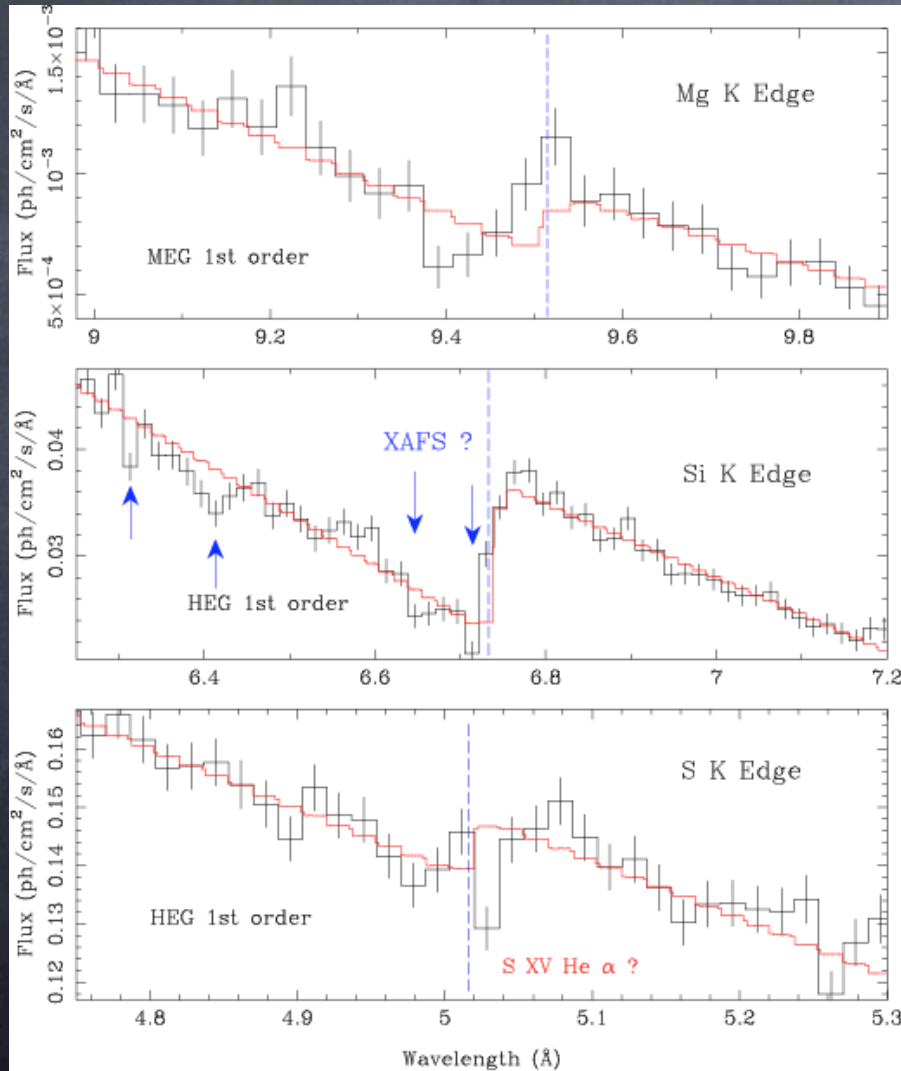 1.5×10⁻³
Flux (ph/cm²/s/Å)
10⁻³
5×10⁻⁴
Mg K Edge
MEG 1st order
9 9.2 9.4 9.6 9.8
Flux (ph/cm²/s/Å)
0.04
0.03
XAFS ?
Si K Edge
HEG 1st order
6.4 6.6 6.8 7 7.2
Flux (ph/cm²/s/Å)
0.16
0.15
0.14
0.13
0.12
S K Edge
HEG 1st order
S XV He α ?
4.8 4.9 5 5.1 5.2 5.3
Wavelength (Å)